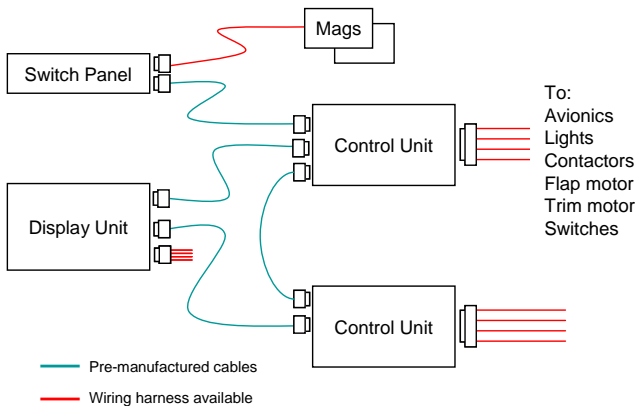 Mags
Switch Panel
Control Unit
To:
Avionics
Lights
Contactors
Flap motor
Trim motor
Switches
Display Unit
Control Unit
Pre-manufactured cables
Wiring harness available